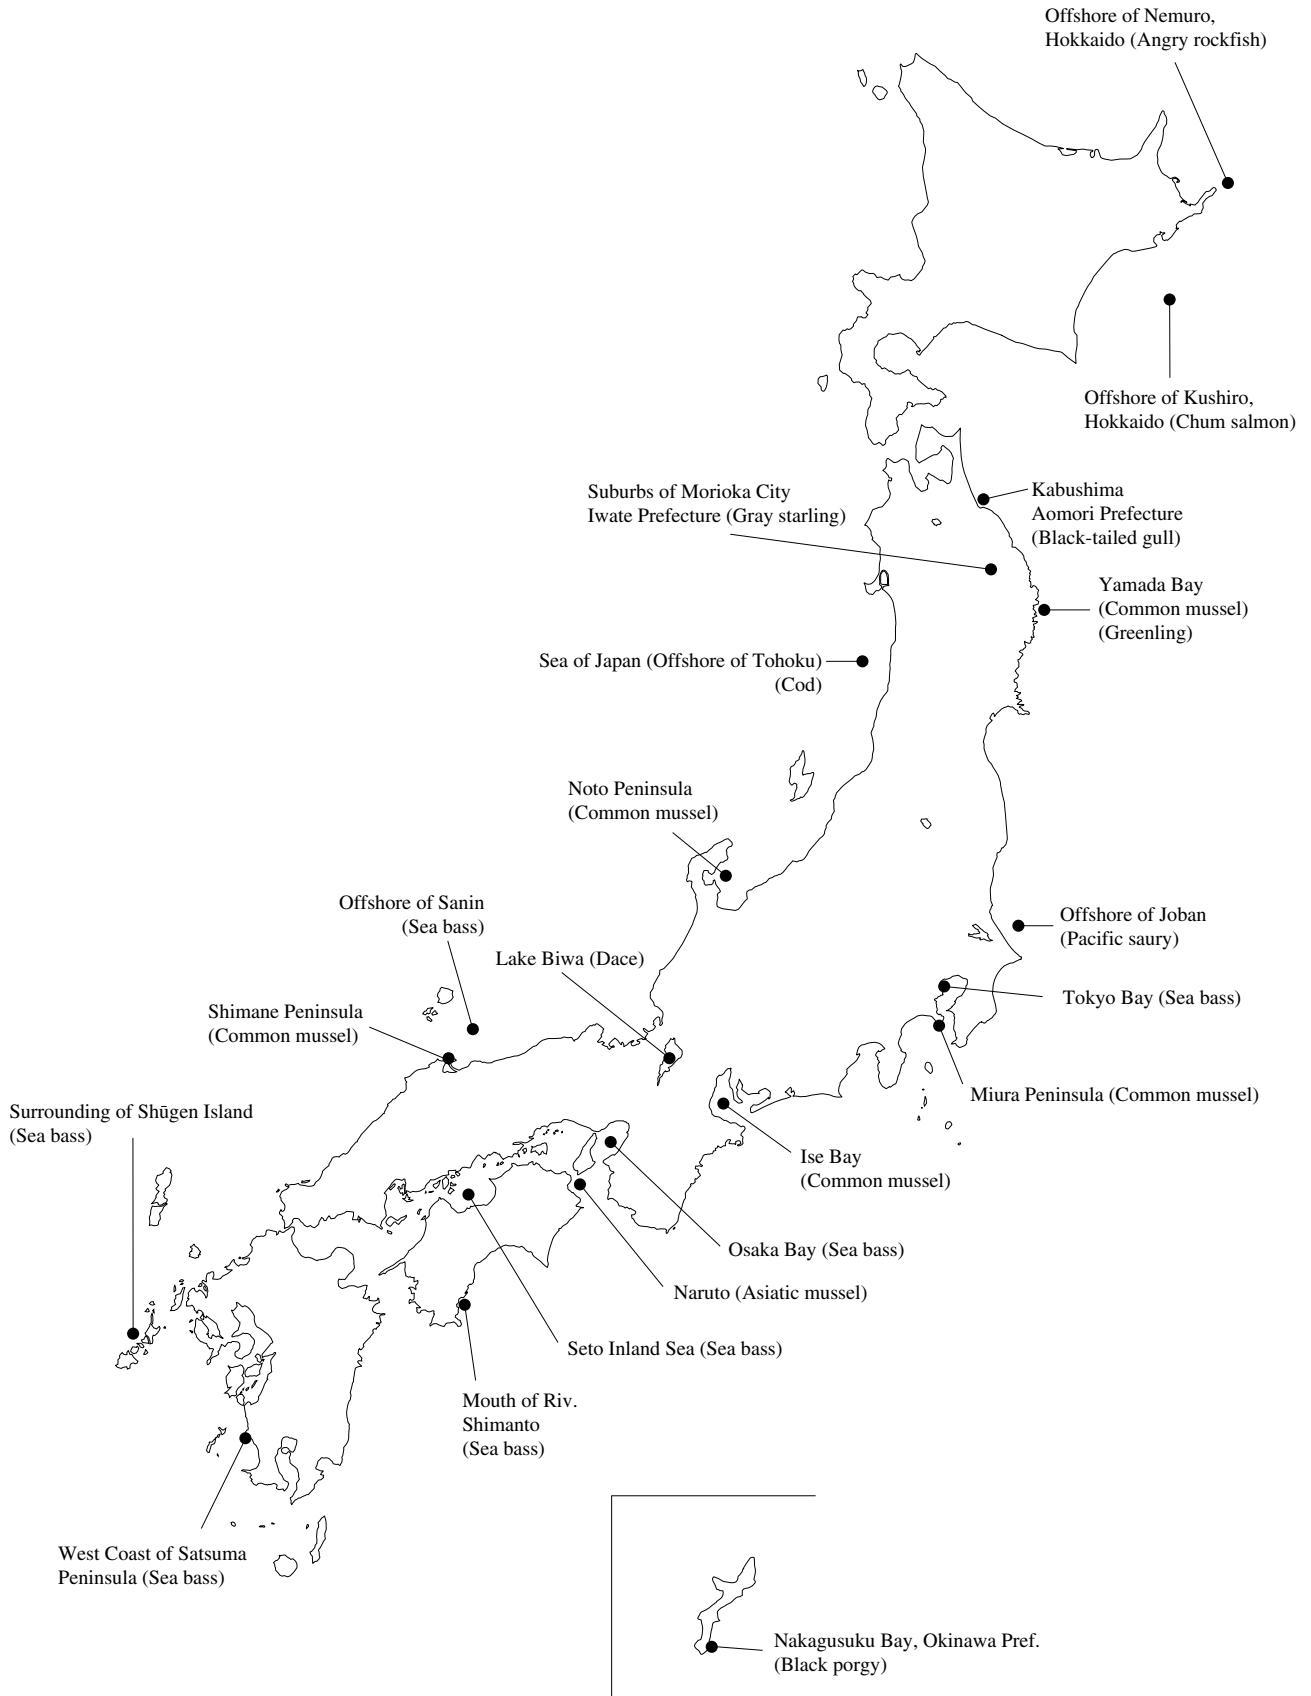 Offshore of Nemuro,
Hokkaido (Angry rockfish)
Offshore of Kushiro,
Hokkaido (Chum salmon)
Suburbs of Morioka City
Iwate Prefecture (Gray starling)
Kabushima
Aomori Prefecture
(Black-tailed gull)
Yamada Bay
(Common mussel)
(Greenling)
Sea of Japan (Offshore of Tohoku)
(Cod)
Noto Peninsula
(Common mussel)
Offshore of Sanin
(Sea bass)
Offshore of Joban
(Pacific saury)
Lake Biwa (Dace)
Tokyo Bay (Sea bass)
Shimane Peninsula
(Common mussel)
Miura Peninsula (Common mussel)
Surrounding of Shūgen Island
(Sea bass)
Ise Bay
(Common mussel)
Osaka Bay (Sea bass)
Naruto (Asiatic mussel)
Seto Inland Sea (Sea bass)
Mouth of Riv.
Shimanto
(Sea bass)
West Coast of Satsuma
Peninsula (Sea bass)
Nakagusuku Bay, Okinawa Pref.
(Black porgy)